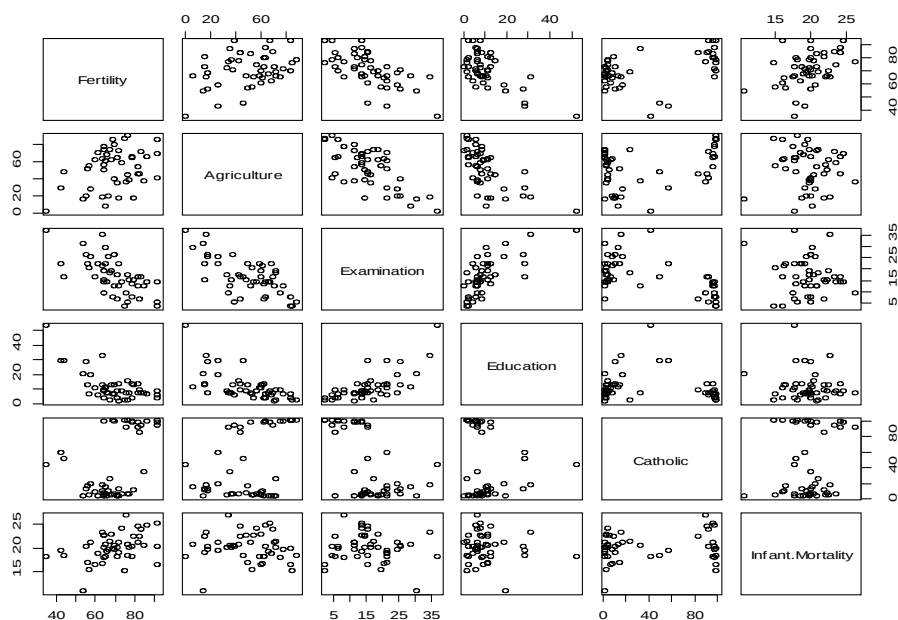 0 20 60
0 20 40
15 20 25
Fertility
40 60 80
0 20 60
Agriculture
Examination
5 15 25 35
0 20 40
Education
Catholic
0 40 80
15 20 25
Infant.Mortality
40 60 80
5 15 25 35
0 40 80